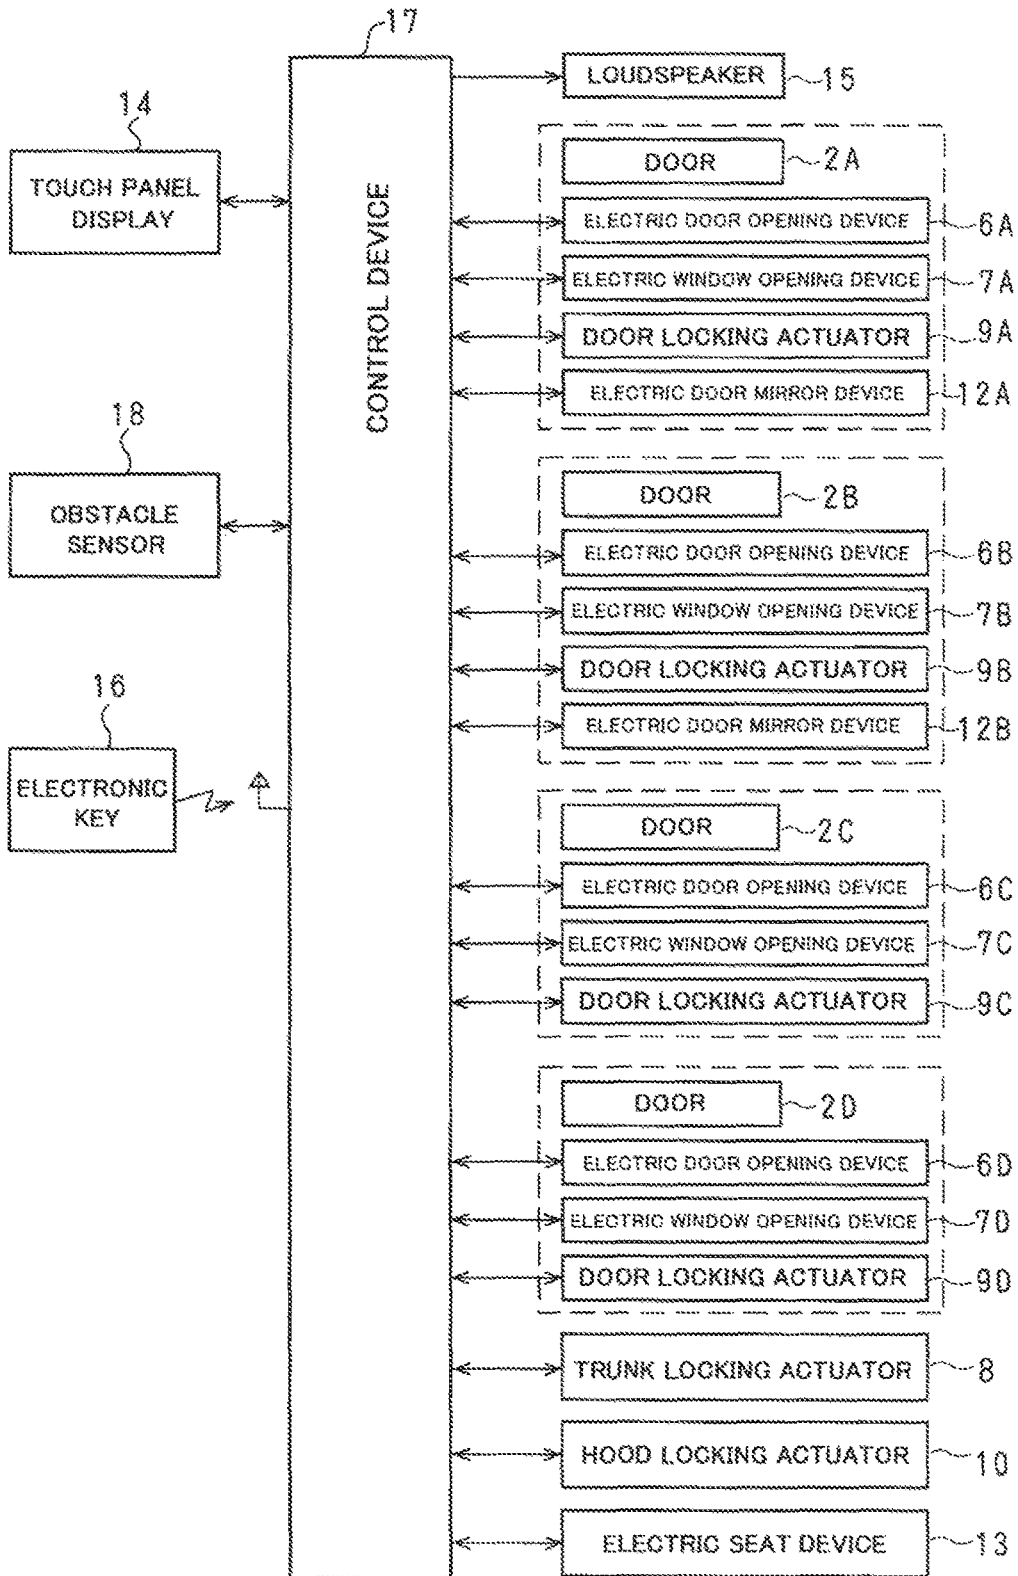 17
14
TOUCH PANEL
DISPLAY
18
OBSTACLE
SENSOR
16
ELECTRONIC
KEY
CONTROL DEVICE
LOUDSPEAKER 15
DOOR 2A
ELECTRIC DOOR OPENING DEVICE 6A
ELECTRIC WINDOW OPENING DEVICE 7A
DOOR LOCKING ACTUATOR 9A
ELECTRIC DOOR MIRROR DEVICE 12A
DOOR 2B
ELECTRIC DOOR OPENING DEVICE 6B
ELECTRIC WINDOW OPENING DEVICE 7B
DOOR LOCKING ACTUATOR 9B
ELECTRIC DOOR MIRROR DEVICE 12B
DOOR 2C
ELECTRIC DOOR OPENING DEVICE 6C
ELECTRIC WINDOW OPENING DEVICE 7C
DOOR LOCKING ACTUATOR 9C
DOOR 2D
ELECTRIC DOOR OPENING DEVICE 6D
ELECTRIC WINDOW OPENING DEVICE 7D
DOOR LOCKING ACTUATOR 9D
TRUNK LOCKING ACTUATOR 8
HOOD LOCKING ACTUATOR 10
ELECTRIC SEAT DEVICE 13